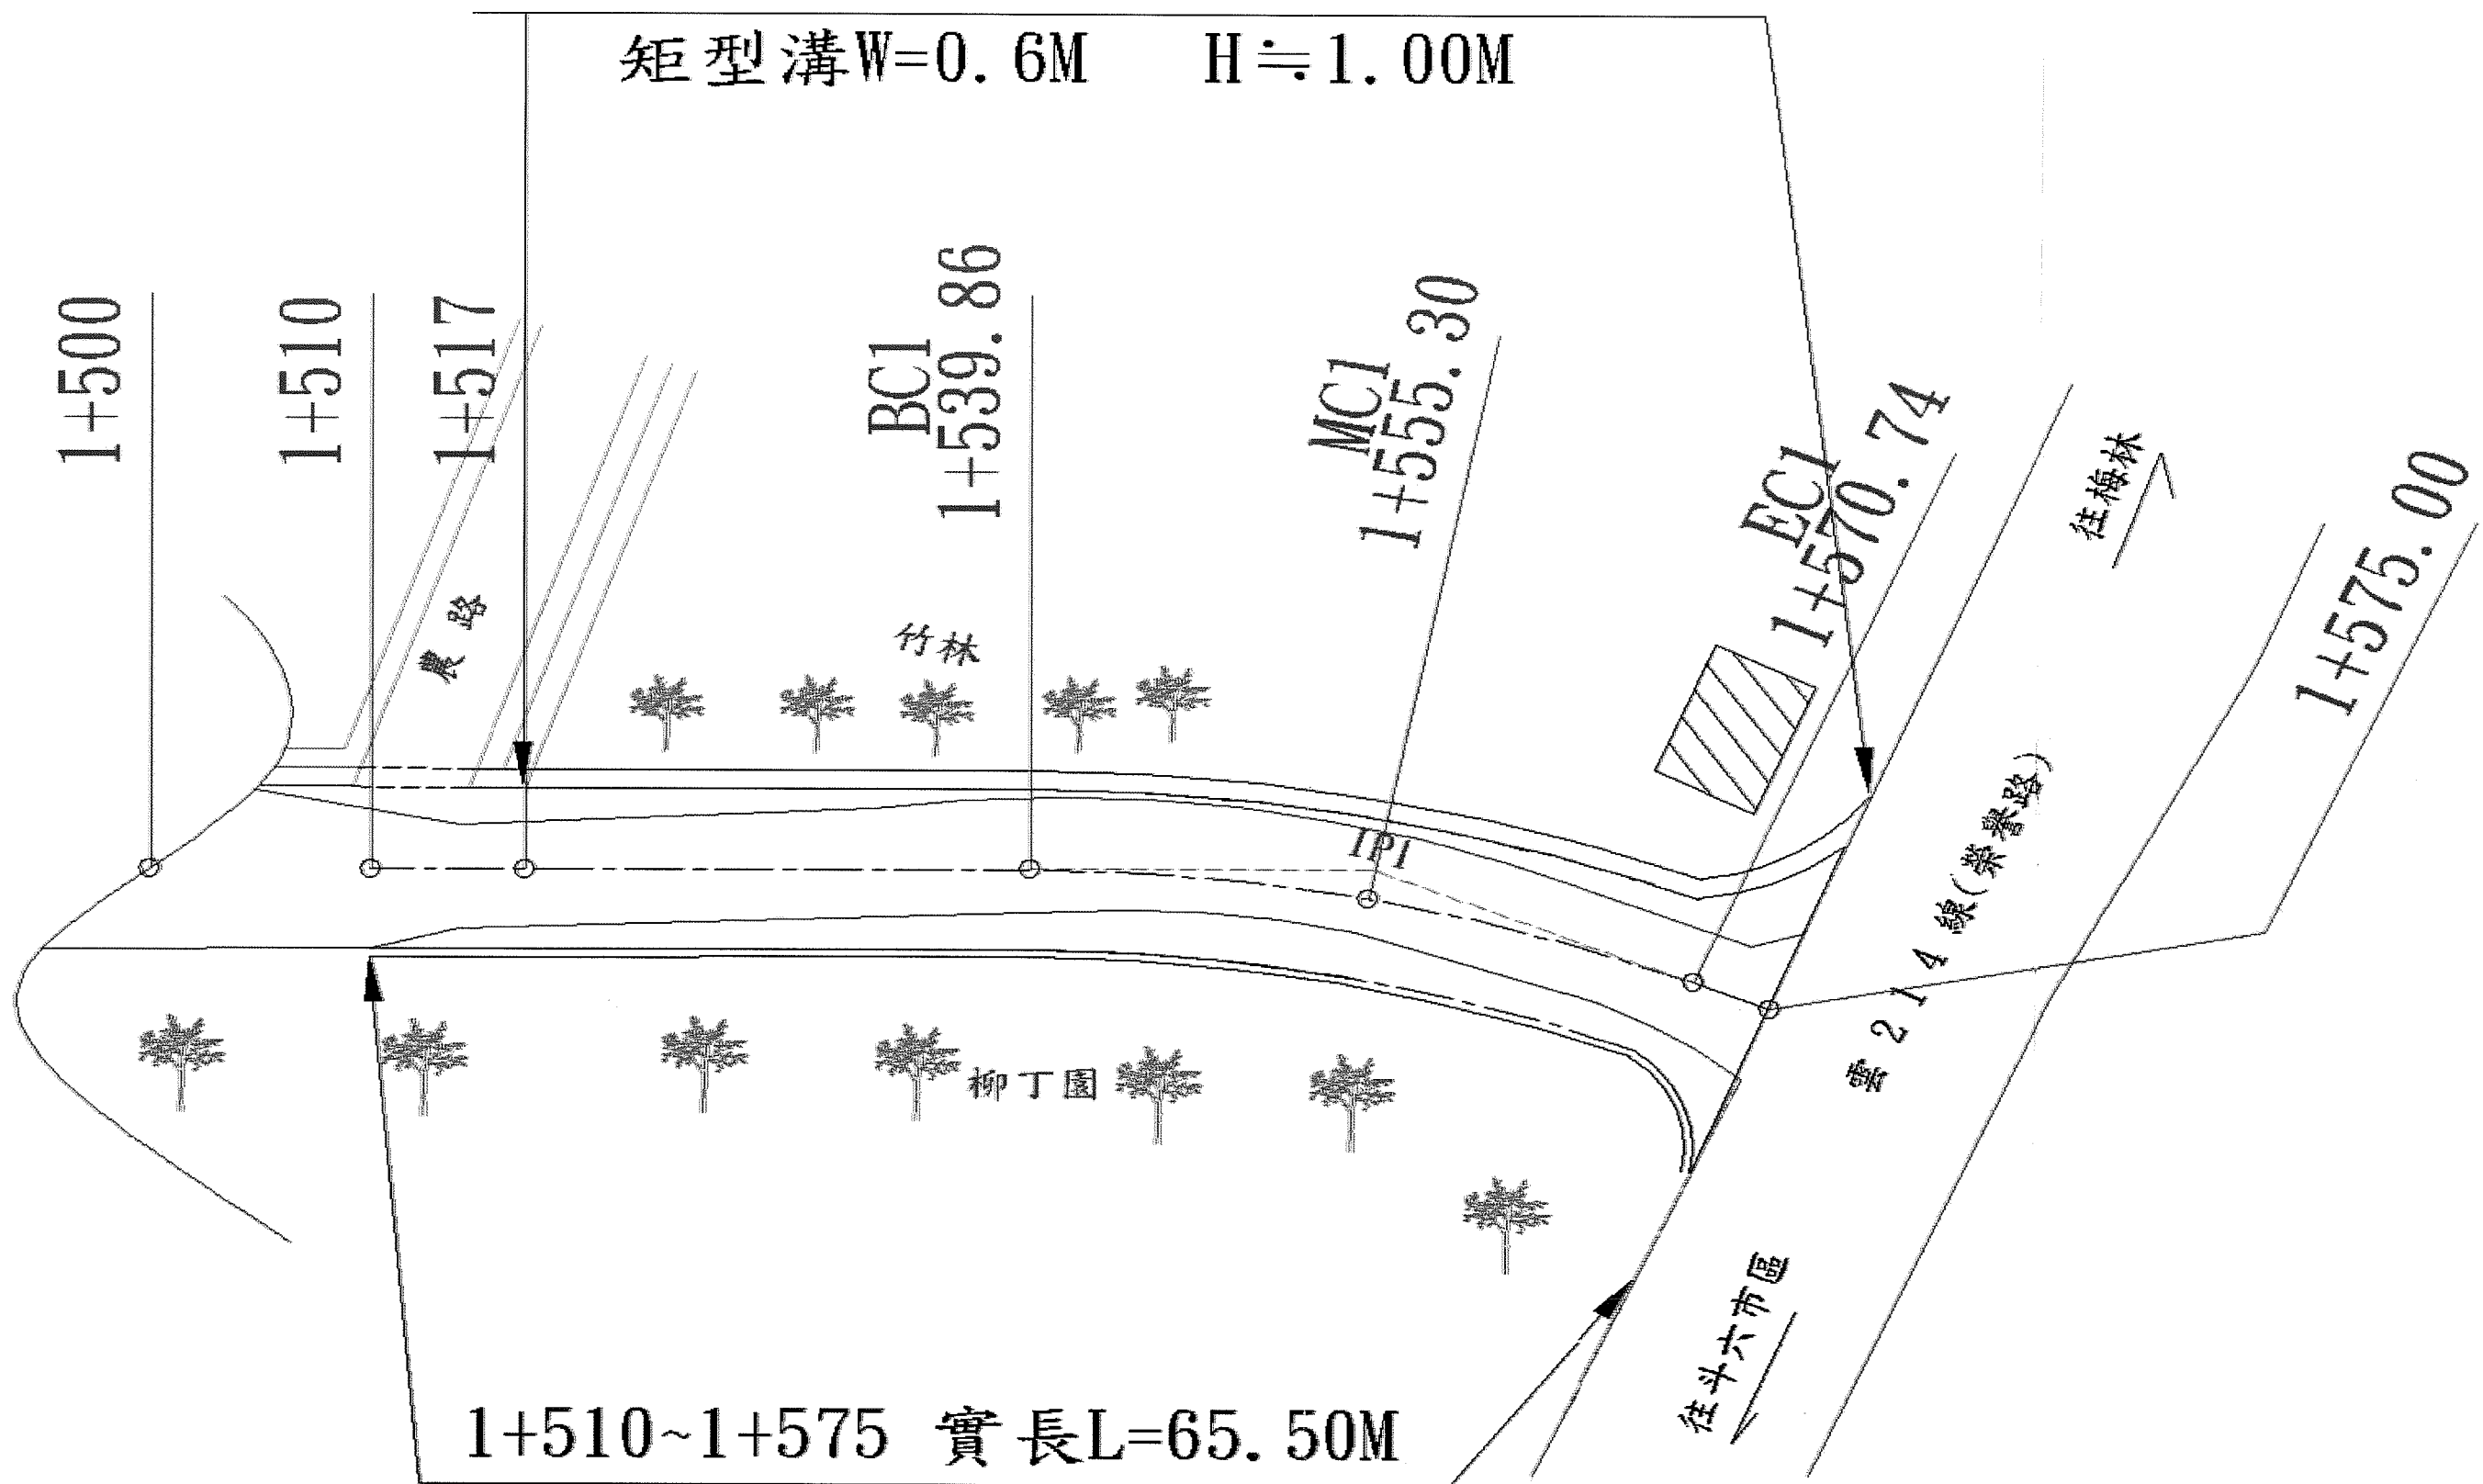 矩型溝W=0.6M H≒1.00M
1+500
1+510
1+517
BC1
1+539.86
MC1
1+555.30
EC1
1+570.74
1+575.00
往梅林
農路
竹林
IPI
雲214線(榮譽路)
柳丁園
往斗六市區
1+510~1+575 實長L=65.50M